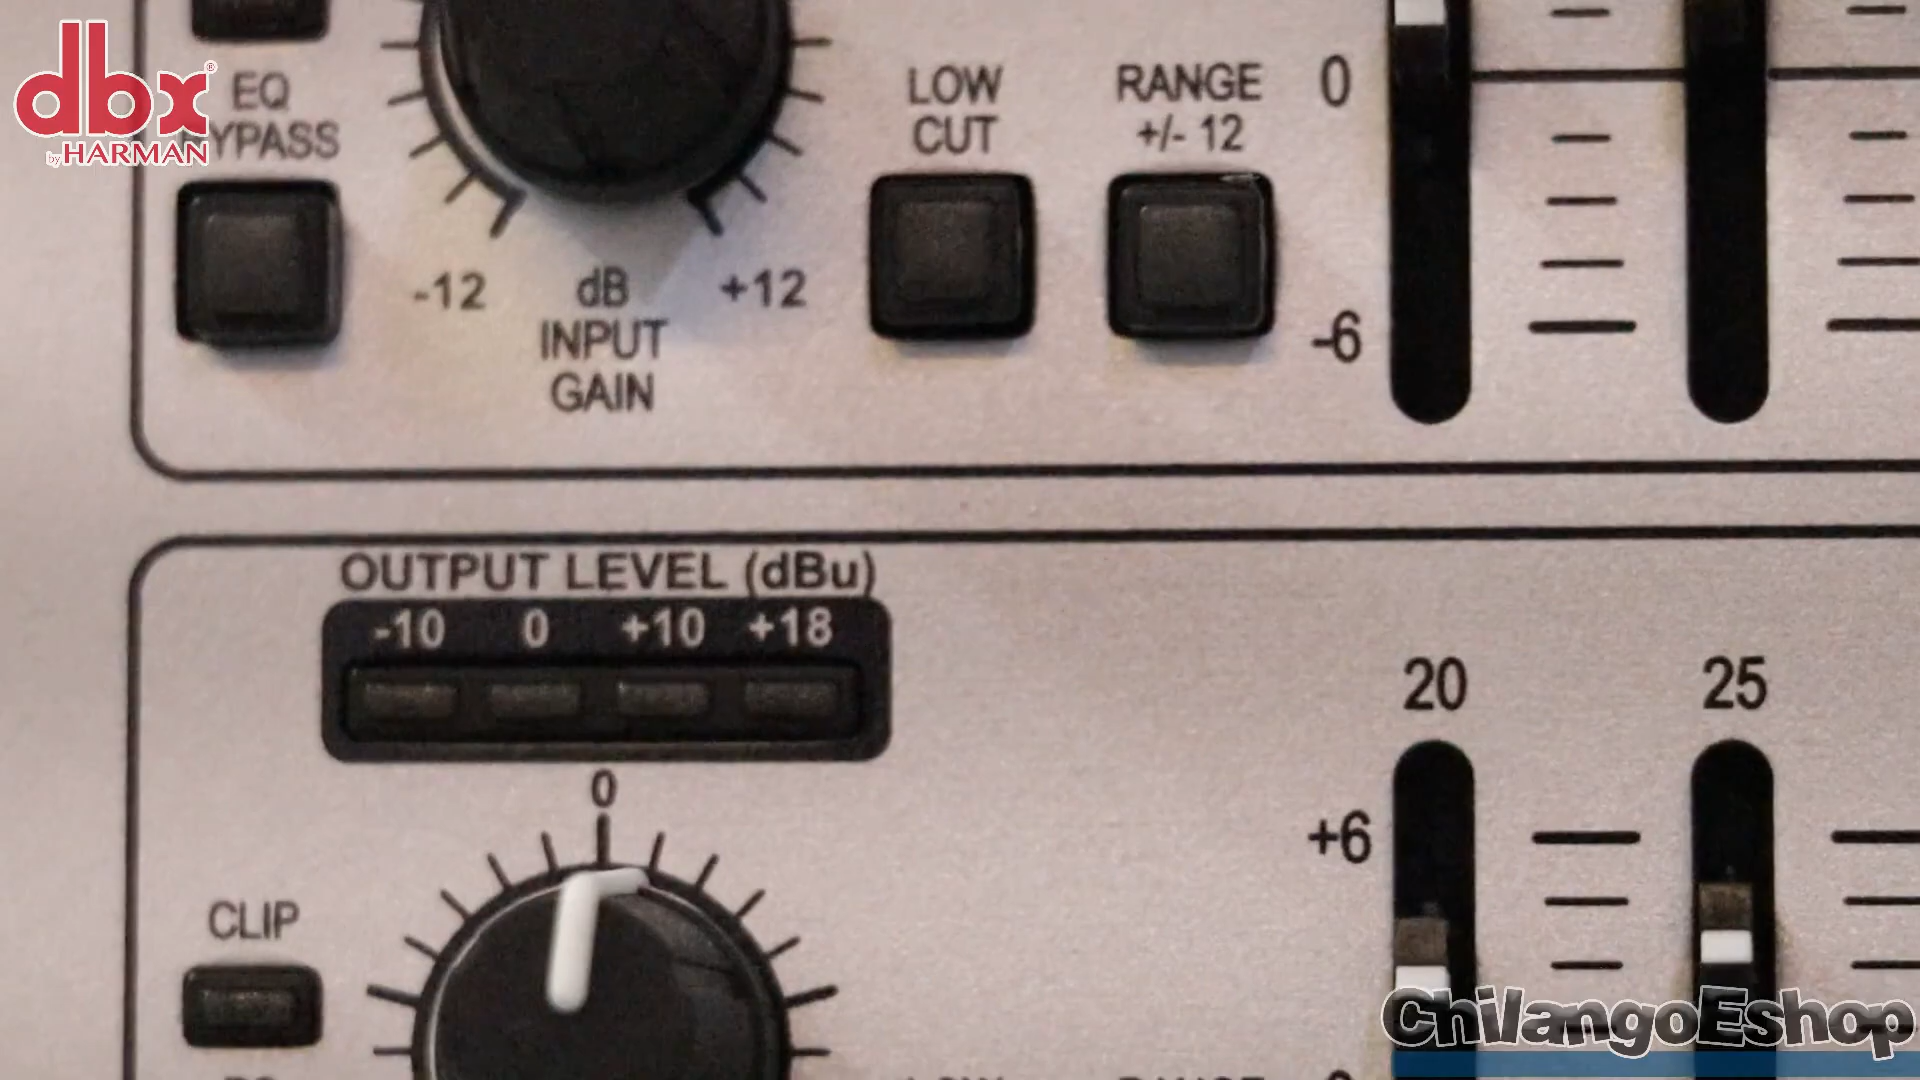 dbx®
by HARMAN
EQ
BYPASS
-12
dB
+12
INPUT
GAIN
LOW
CUT
RANGE
+/- 12
0
-6
OUTPUT LEVEL (dBu)
-10 0 +10 +18
0
CLIP
20
25
+6
ChilangoEshop